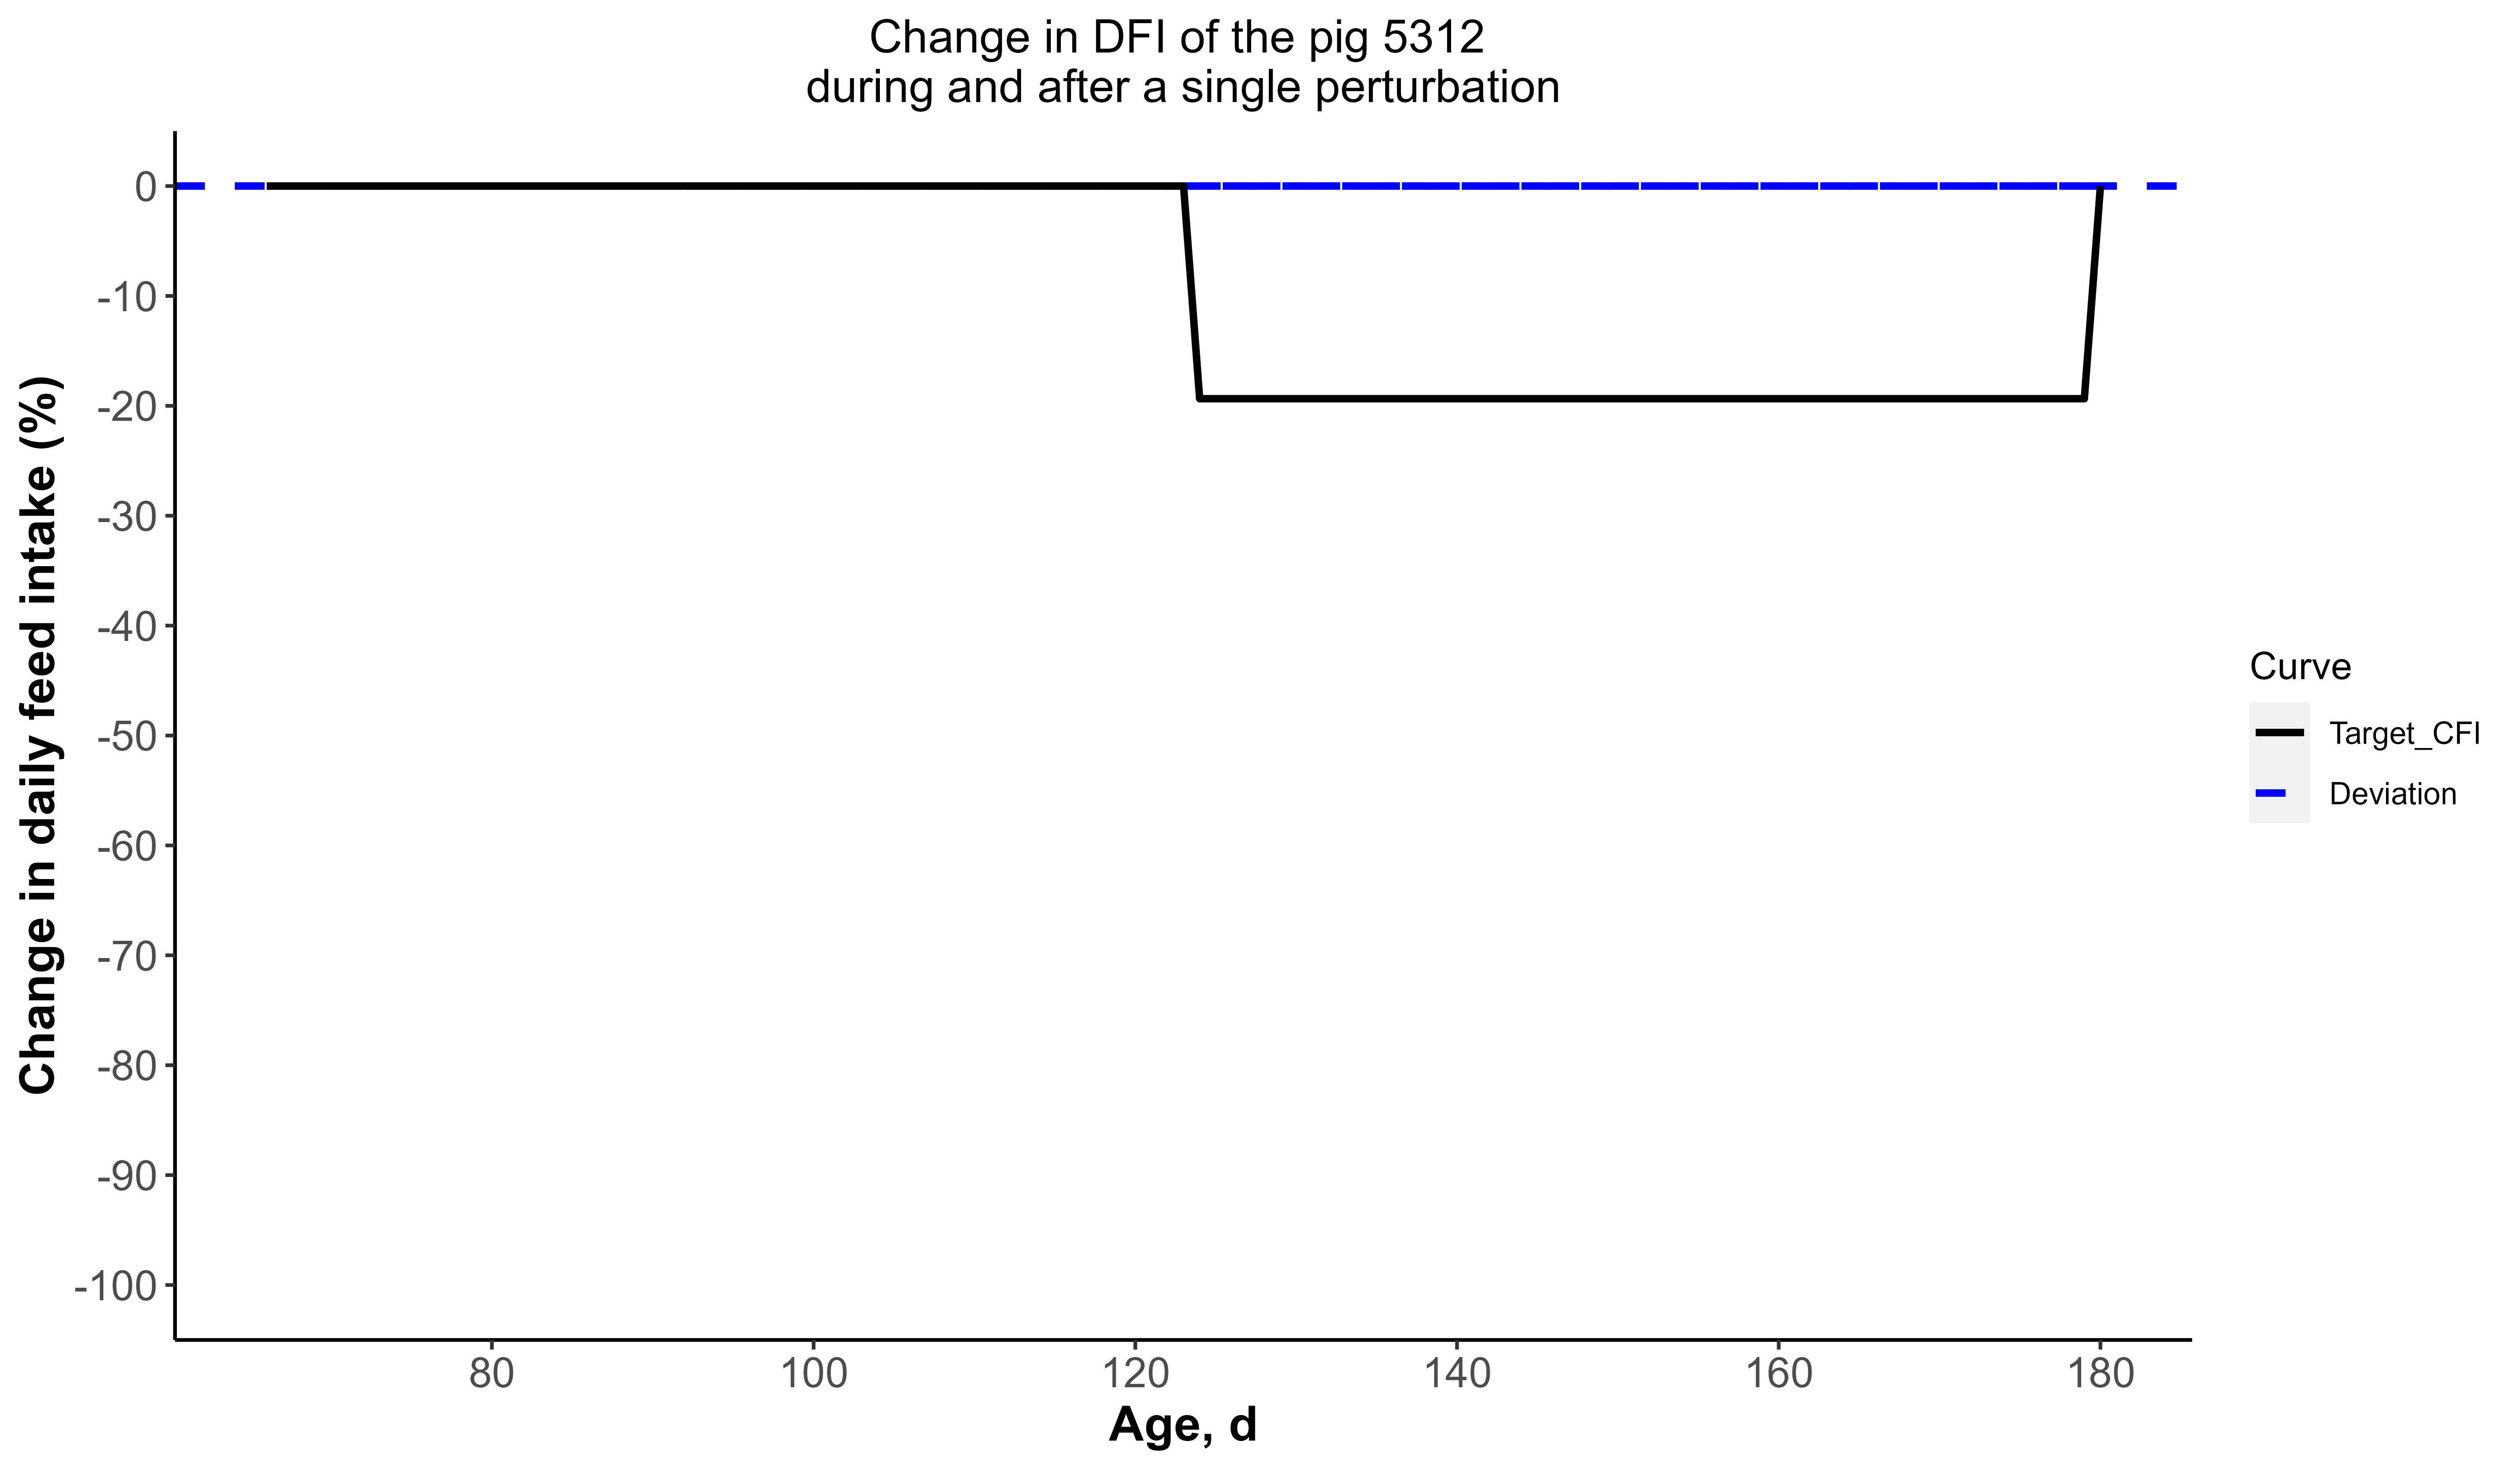 Change in DFI of the pig 5312
during and after a single perturbation
Change in daily feed intake (%)
0
-10
-20
-30
-40
-50
-60
-70
-80
-90
-100
80
100
120
140
160
180
Age, d
Curve
Target_CFI
Deviation